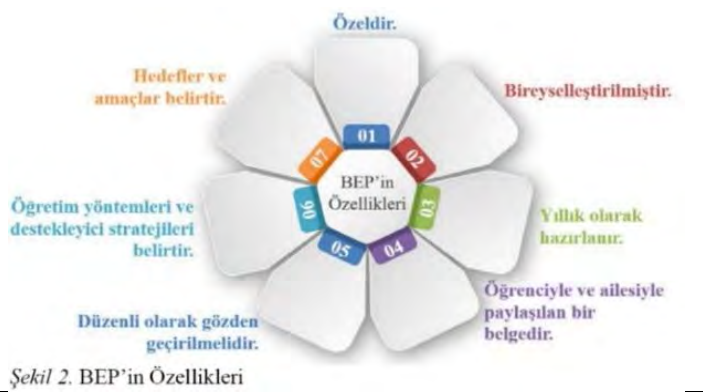 Özeldir.
Hedefler ve
amaçlar belirtir.
Bireyselleştirilmiştir.
01
07
02
BEP'in
Özellikleri
06
03
05
04
Öğretim yöntemleri ve
destekleyici stratejileri
belirtir.
Yıllık olarak
hazırlanır.
Öğrenciyle ve ailesiyle
paylaşılan bir
belgedir.
Düzenli olarak gözden
geçirilmelidir.
Şekil 2. BEP'in Özellikleri